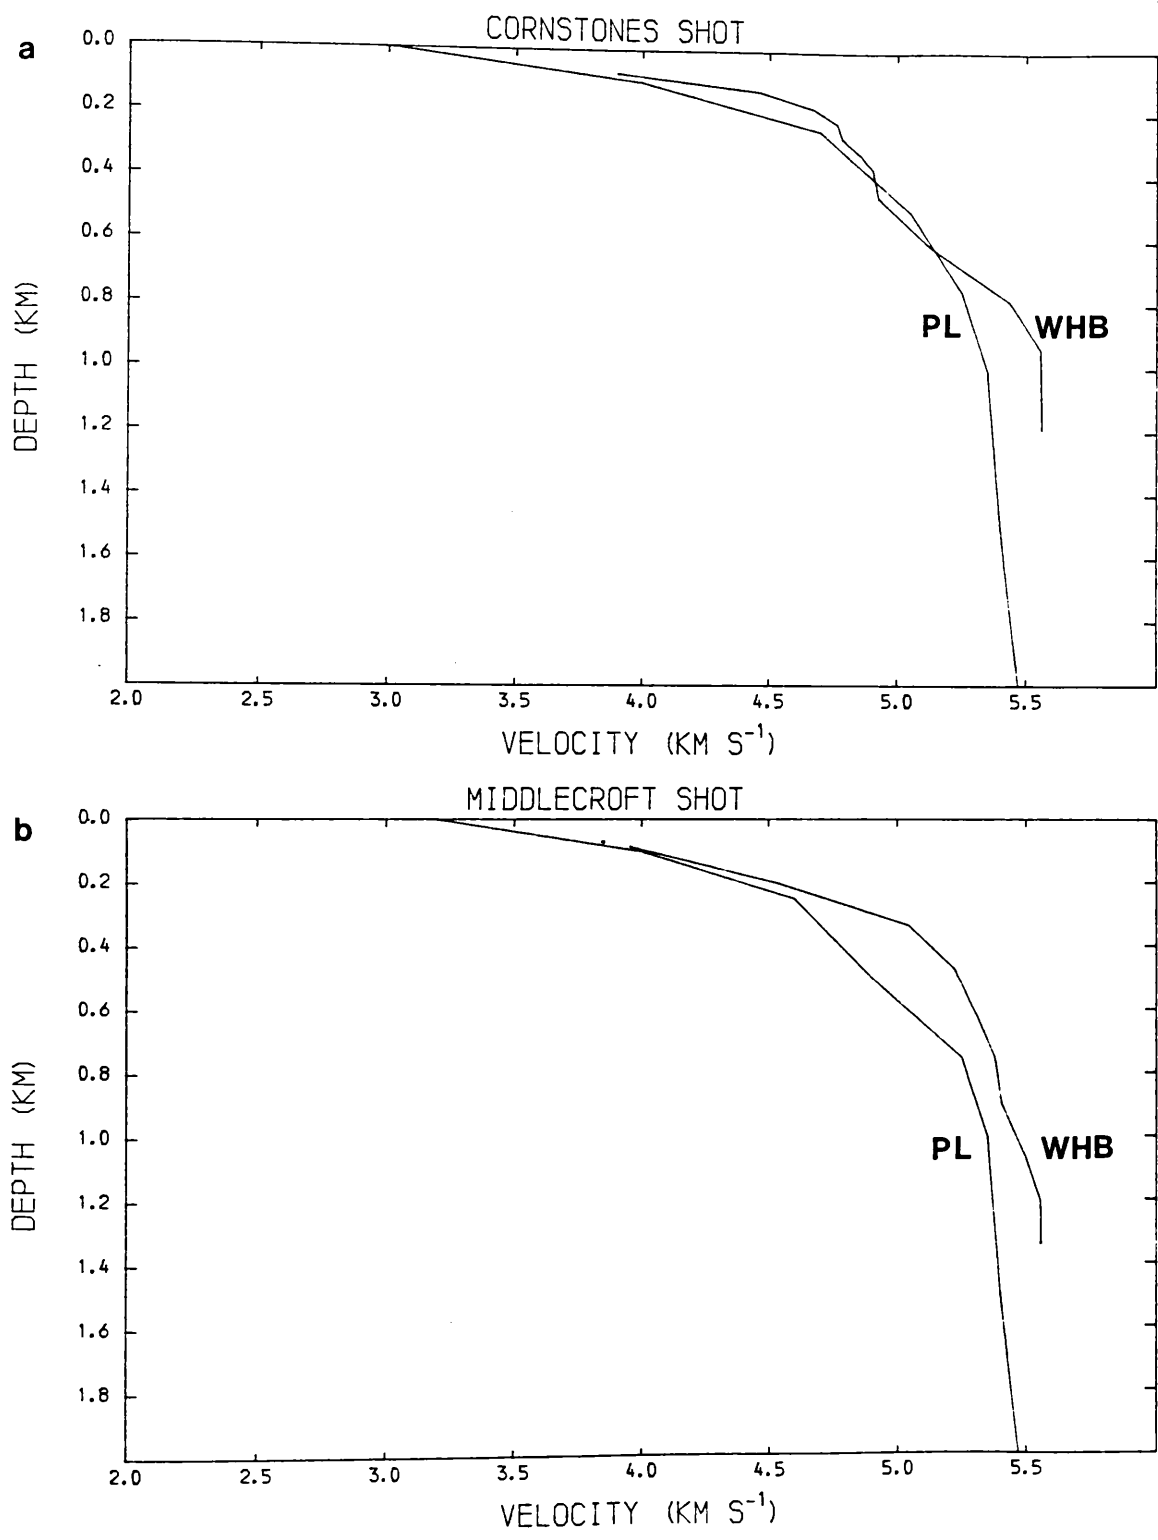 a
CORNSTONES SHOT
0.0
0.2
0.4
0.6
0.8
1.0
1.2
1.4
1.6
1.8
DEPTH (KM)
PL
WHB
2.0 2.5 3.0 3.5 4.0 4.5 5.0 5.5
VELOCITY (KM S⁻¹)
b
MIDDLECROFT SHOT
0.0
0.2
0.4
0.6
0.8
1.0
1.2
1.4
1.6
1.8
DEPTH (KM)
PL
WHB
2.0 2.5 3.0 3.5 4.0 4.5 5.0 5.5
VELOCITY (KM S⁻¹)